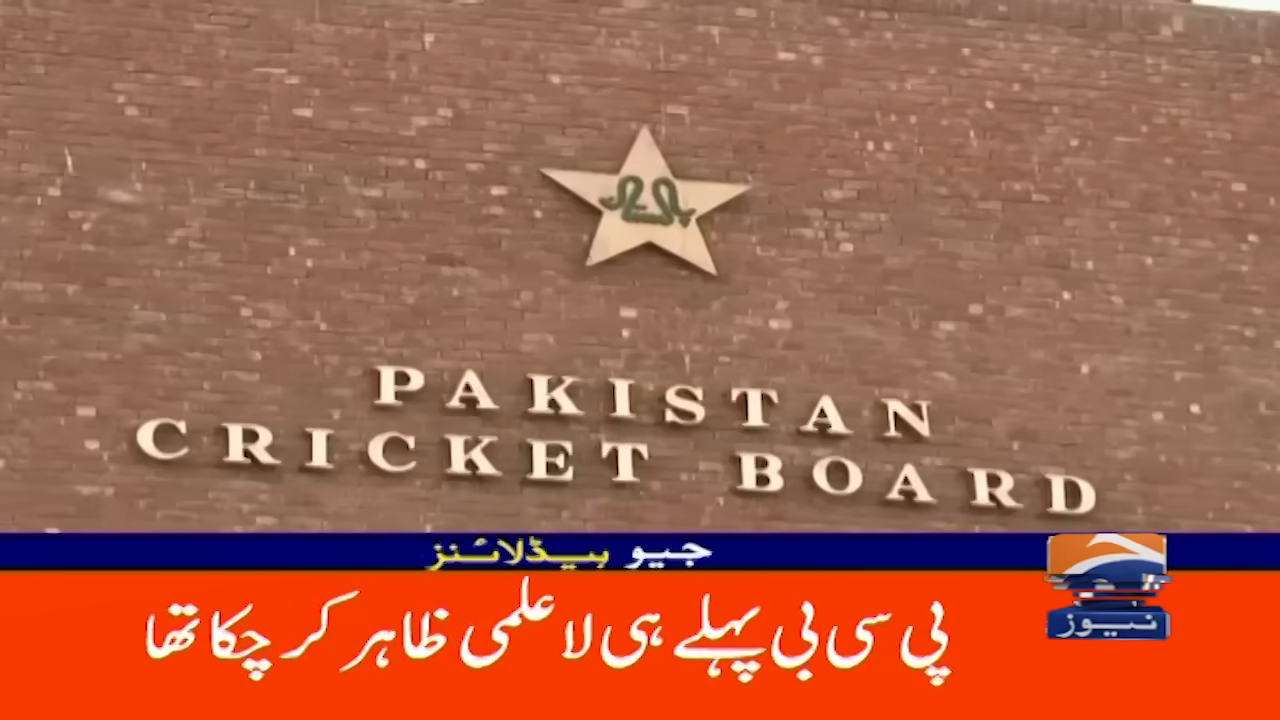 PAKISTAN
CRICKET BOARD
جیو ہیڈلائنز
نیوز
پی سی بی پہلے ہی لاعلمی ظاہر کر چکا تھا